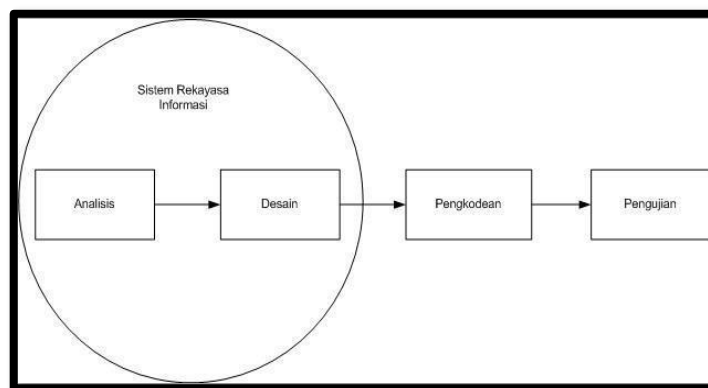 Sistem Rekayasa
Informasi
Analisis
Desain
Pengkodean
Pengujian